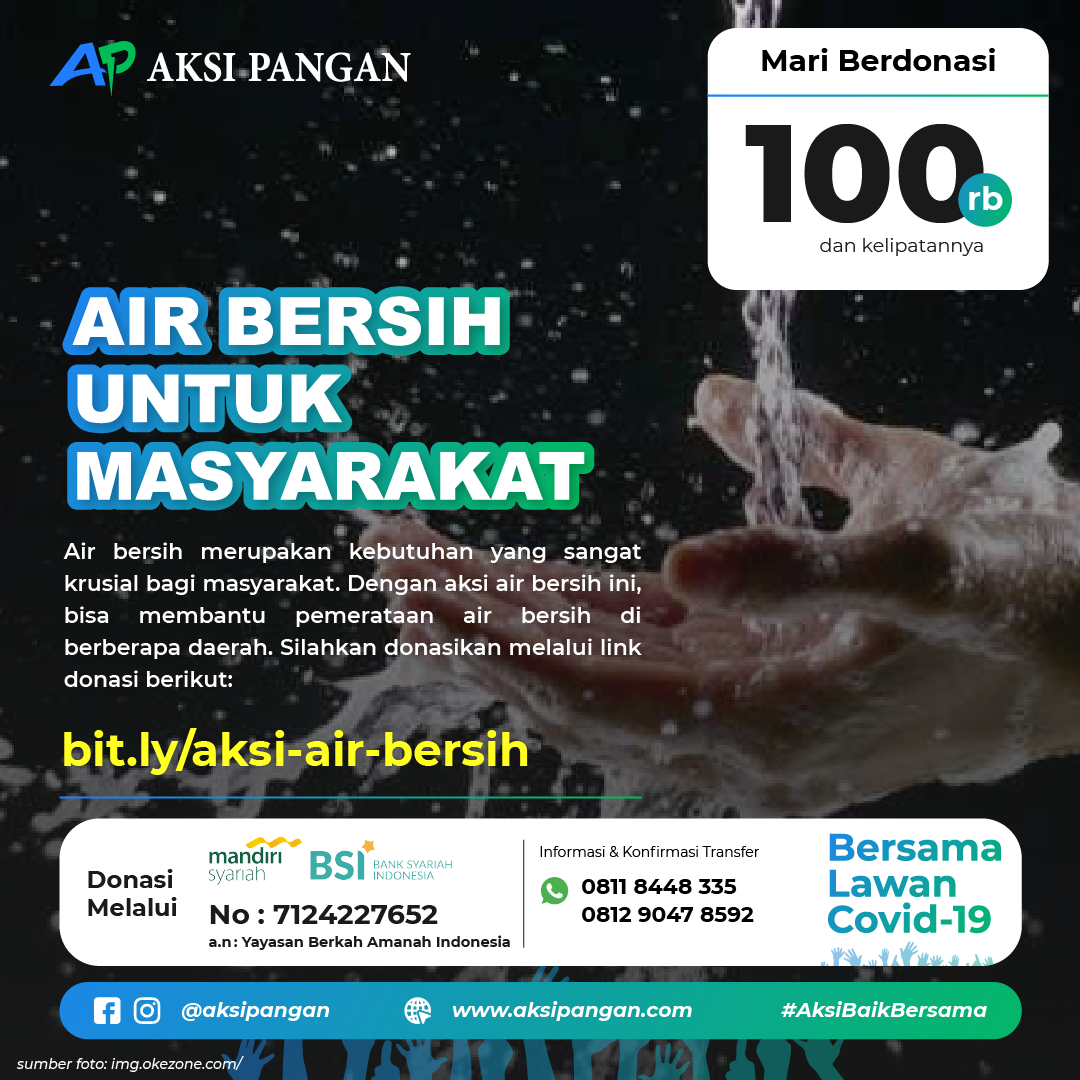 AP AKSI PANGAN
Mari Berdonasi
100 rb
dan kelipatannya
AIR BERSIH
UNTUK
MASYARAKAT
Air bersih merupakan kebutuhan yang sangat
krusial bagi masyarakat. Dengan aksi air bersih ini,
bisa membantu pemerataan air bersih di
berberapa daerah. Silahkan donasikan melalui link
donasi berikut:
bit.ly/aksi-air-bersih
Donasi
Melalui
mandiri
syariah
BSI BANK SYARIAH
INDONESIA
No : 7124227652
a.n : Yayasan Berkah Amanah Indonesia
Informasi & Konfirmasi Transfer
0811 8448 335
0812 9047 8592
Bersama
Lawan
Covid-19
@aksipangan
www.aksipangan.com
#AksiBaikBersama
sumber foto: img.okezone.com/